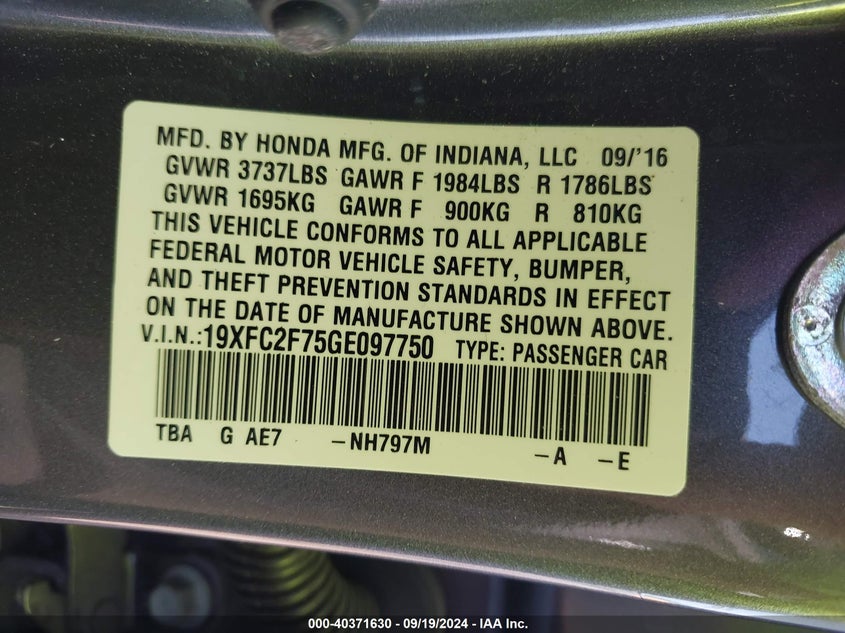 MFD. BY HONDA MFG. OF INDIANA, LLC 09/'16
GVWR 3737LBS GAWR F 1984LBS R 1786LBS
GVWR 1695KG GAWR F 900KG R 810KG
THIS VEHICLE CONFORMS TO ALL APPLICABLE
FEDERAL MOTOR VEHICLE SAFETY, BUMPER,
AND THEFT PREVENTION STANDARDS IN EFFECT
ON THE DATE OF MANUFACTURE SHOWN ABOVE.
V.I.N.:19XFC2F75GE097750 TYPE: PASSENGER CAR
TBA G AE7 -NH797M -A -E
000-40371630 - 09/19/2024 - IAA Inc.